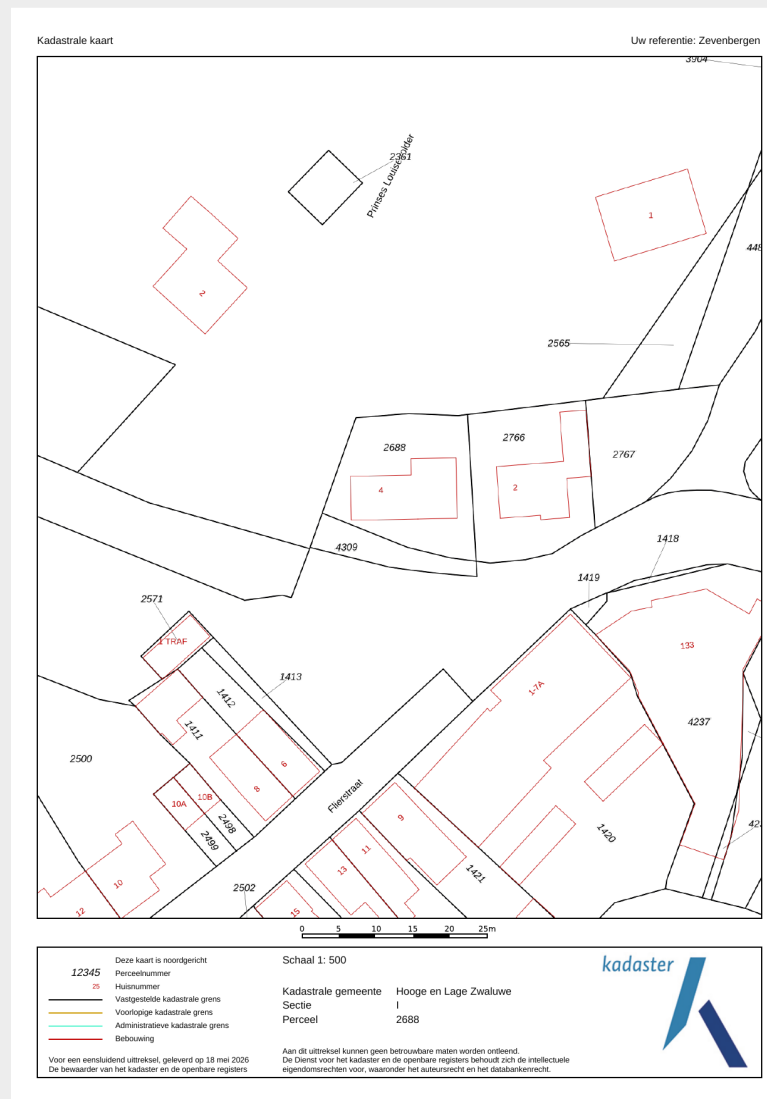 Kadastrale kaart
Uw referentie: Zevenbergen
3904
2361
Prinses Louisepolder
1
2
448
2565
2688
2766
2767
4
2
4309
1418
1419
2571
1 TRAF
133
1413
1412
1-7A
1411
4237
2500
6
8
Flierstraat
10B
10A
2498
9
42
2499
1420
11
13
1421
10
2502
12
15
0 5 10 15 20 25m
Deze kaart is noordgericht
12345 Perceelnummer
25 Huisnummer
Vastgestelde kadastrale grens
Voorlopige kadastrale grens
Administratieve kadastrale grens
Bebouwing
Voor een eensluidend uittreksel, geleverd op 18 mei 2026
De bewaarder van het kadaster en de openbare registers
Schaal 1: 500
Kadastrale gemeente Hooge en Lage Zwaluwe
Sectie I
Perceel 2688
Aan dit uittreksel kunnen geen betrouwbare maten worden ontleend.
De Dienst voor het kadaster en de openbare registers behoudt zich de intellectuele
eigendomsrechten voor, waaronder het auteursrecht en het databankenrecht.
kadaster